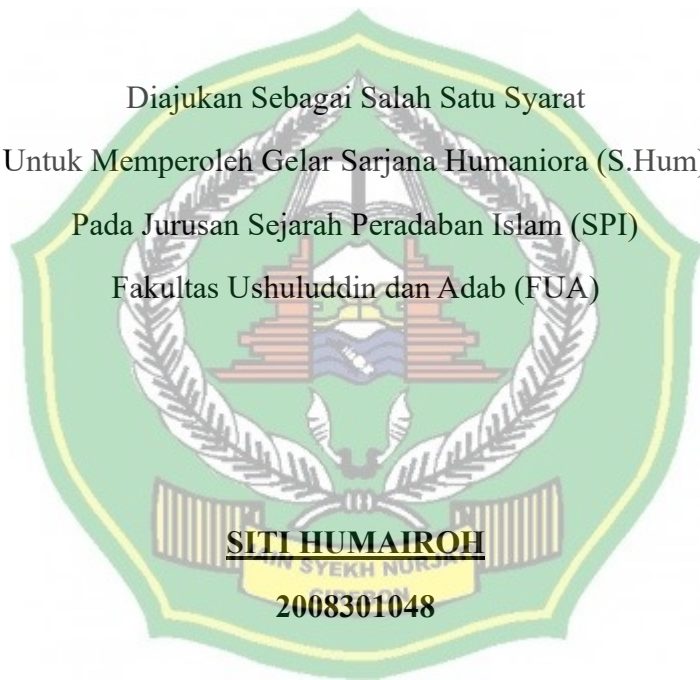 Diajukan Sebagai Salah Satu Syarat
Untuk Memperoleh Gelar Sarjana Humaniora (S.Hum)
Pada Jurusan Sejarah Peradaban Islam (SPI)
Fakultas Ushuluddin dan Adab (FUA)
SITI HUMAIROH
SYEKH
2008301048